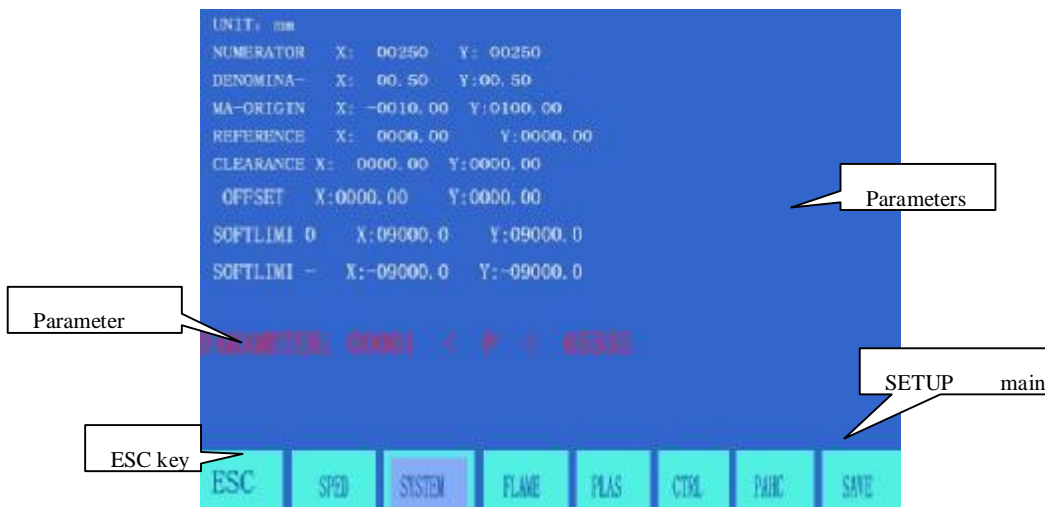 UNIT: mm
NUMERATOR X: 00250 Y: 00250
DENOMINA- X: 00.50 Y:00.50
MA-ORIGIN X: -0010.00 Y:0100.00
REFERENCE X: 0000.00 Y:0000.00
CLEARANCE X: 0000.00 Y:0000.00
OFFSET X:0000.00 Y:0000.00
Parameters
SOFTLIMI 0 X:09000.0 Y:09000.0
SOFTLIMI - X:-09000.0 Y:-09000.0
Parameter
PARAMETER: 00001 < P < 65535
SETUP main
ESC key
ESC SPED SYSTEM FLAME PLAS CTRL PAHC SAVE